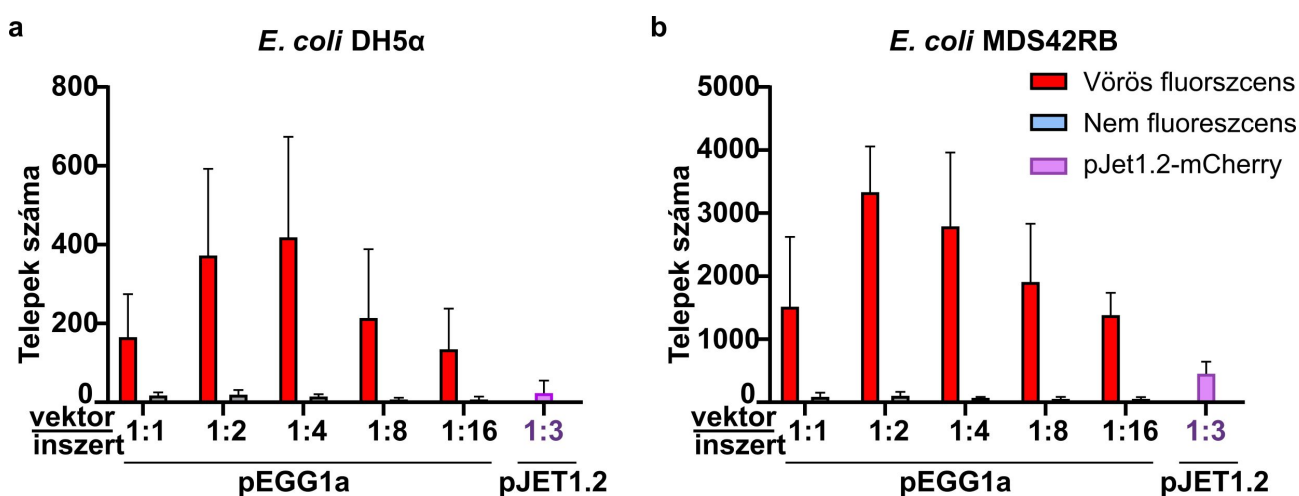 a
E. coli DH5α
Telepek száma
800
600
400
200
0
vektor
inszert
1:1 1:2 1:4 1:8 1:16 1:3
pEGG1a pJET1.2
b
E. coli MDS42RB
Telepek száma
5000
4000
3000
2000
1000
0
Vörös fluorszcens
Nem fluoreszcens
pJet1.2-mCherry
vektor
inszert
1:1 1:2 1:4 1:8 1:16 1:3
pEGG1a pJET1.2